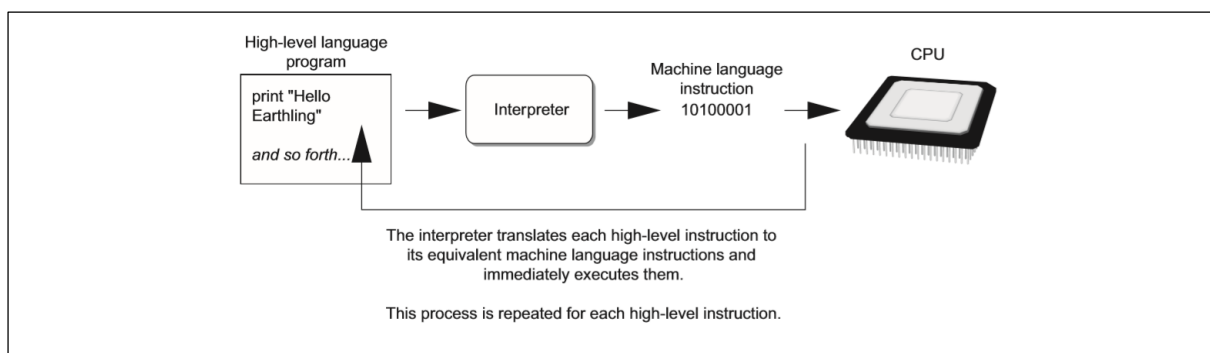 High-level language
program
print "Hello
Earthling"
and so forth...
Interpreter
Machine language
instruction
10100001
CPU
The interpreter translates each high-level instruction to
its equivalent machine language instructions and
immediately executes them.
This process is repeated for each high-level instruction.